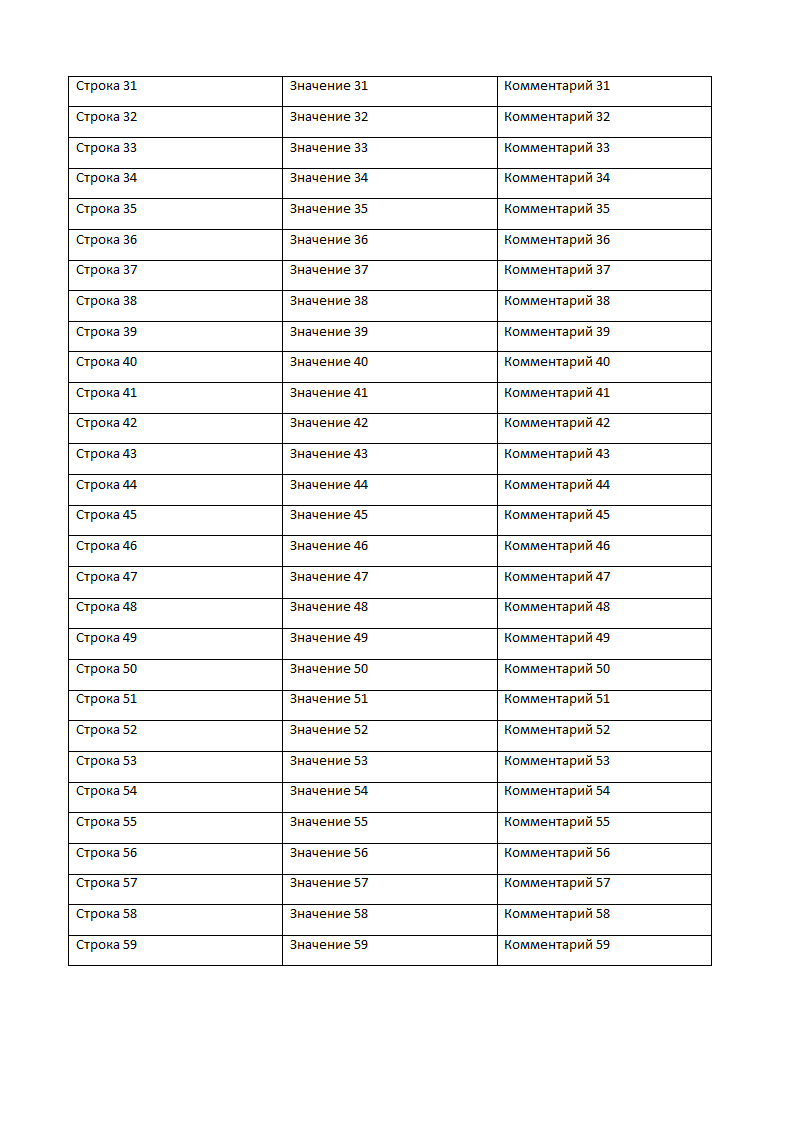 Строка 31 Значение 31 Комментарий 31
Строка 32 Значение 32 Комментарий 32
Строка 33 Значение 33 Комментарий 33
Строка 34 Значение 34 Комментарий 34
Строка 35 Значение 35 Комментарий 35
Строка 36 Значение 36 Комментарий 36
Строка 37 Значение 37 Комментарий 37
Строка 38 Значение 38 Комментарий 38
Строка 39 Значение 39 Комментарий 39
Строка 40 Значение 40 Комментарий 40
Строка 41 Значение 41 Комментарий 41
Строка 42 Значение 42 Комментарий 42
Строка 43 Значение 43 Комментарий 43
Строка 44 Значение 44 Комментарий 44
Строка 45 Значение 45 Комментарий 45
Строка 46 Значение 46 Комментарий 46
Строка 47 Значение 47 Комментарий 47
Строка 48 Значение 48 Комментарий 48
Строка 49 Значение 49 Комментарий 49
Строка 50 Значение 50 Комментарий 50
Строка 51 Значение 51 Комментарий 51
Строка 52 Значение 52 Комментарий 52
Строка 53 Значение 53 Комментарий 53
Строка 54 Значение 54 Комментарий 54
Строка 55 Значение 55 Комментарий 55
Строка 56 Значение 56 Комментарий 56
Строка 57 Значение 57 Комментарий 57
Строка 58 Значение 58 Комментарий 58
Строка 59 Значение 59 Комментарий 59